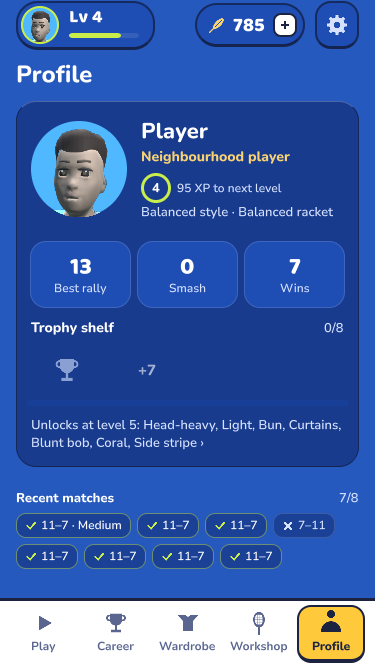 Lv 4
785 +
Profile
Player
Neighbourhood player
4 95 XP to next level
Balanced style · Balanced racket
13 0 7
Best rally Smash Wins
Trophy shelf 0/8
+7
Unlocks at level 5: Head-heavy, Light, Bun, Curtains,
Blunt bob, Coral, Side stripe ›
Recent matches 7/8
11–7 · Medium 11–7 11–7 7–11
11–7 11–7 11–7 11–7
Play Career Wardrobe Workshop Profile